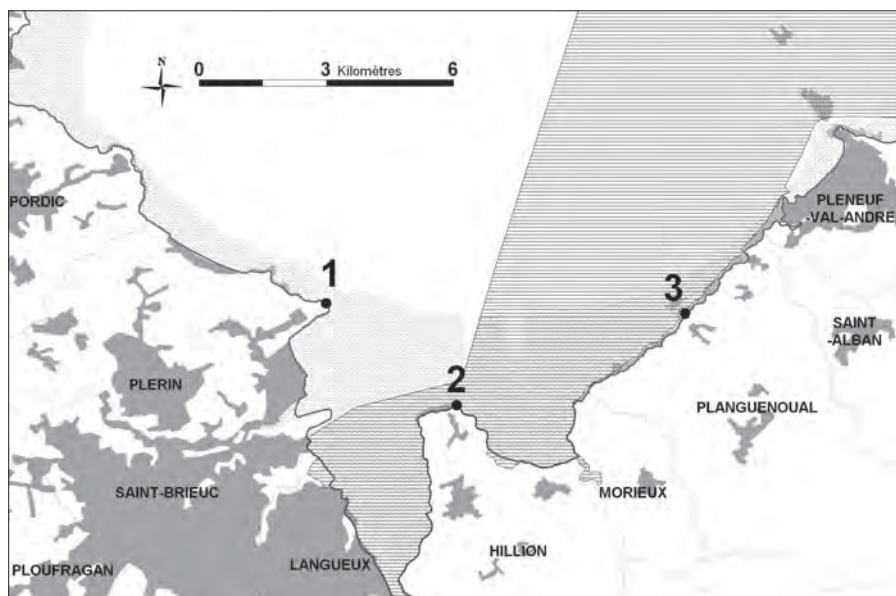 N
0 3 Kilomètres 6
PORDIC
PLENEUF
-VAL-ANDRE
1
3
SAINT
-ALBAN
PLERIN
2
PLANGUENOUAL
SAINT-BRIEUC
MORIEUX
HILLION
LANGUEUX
PLOUFRAGAN